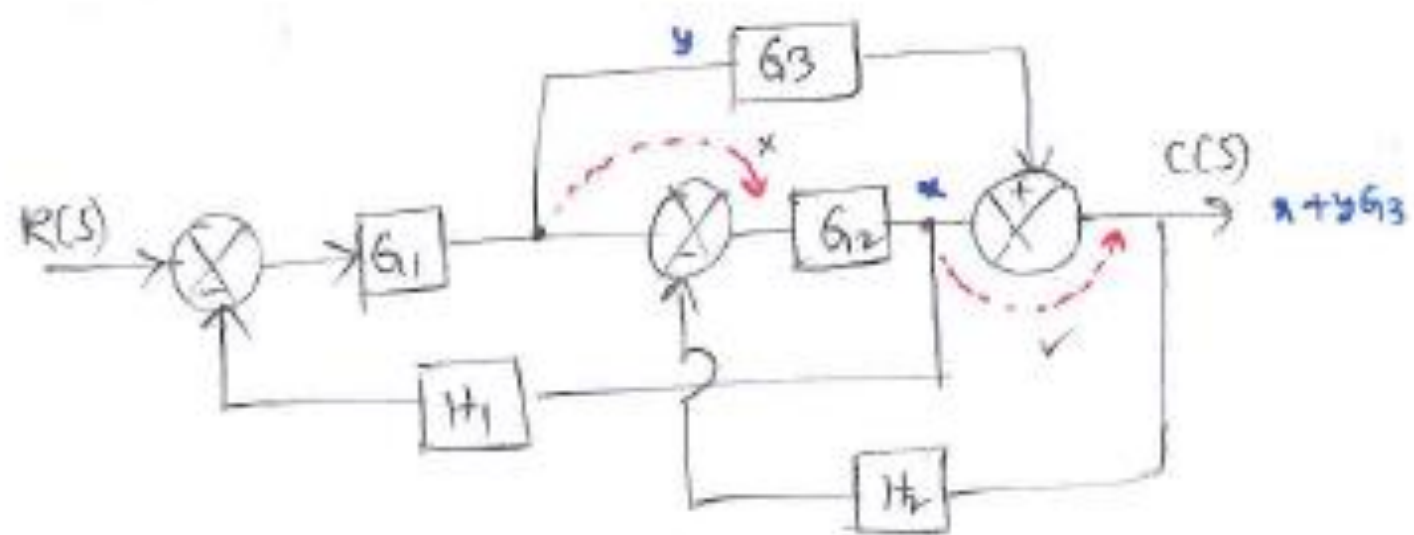 y
G3
x
C(S)
R(S)
G1
G2
x
+
x + yG3
-
-
✓
H1
H2